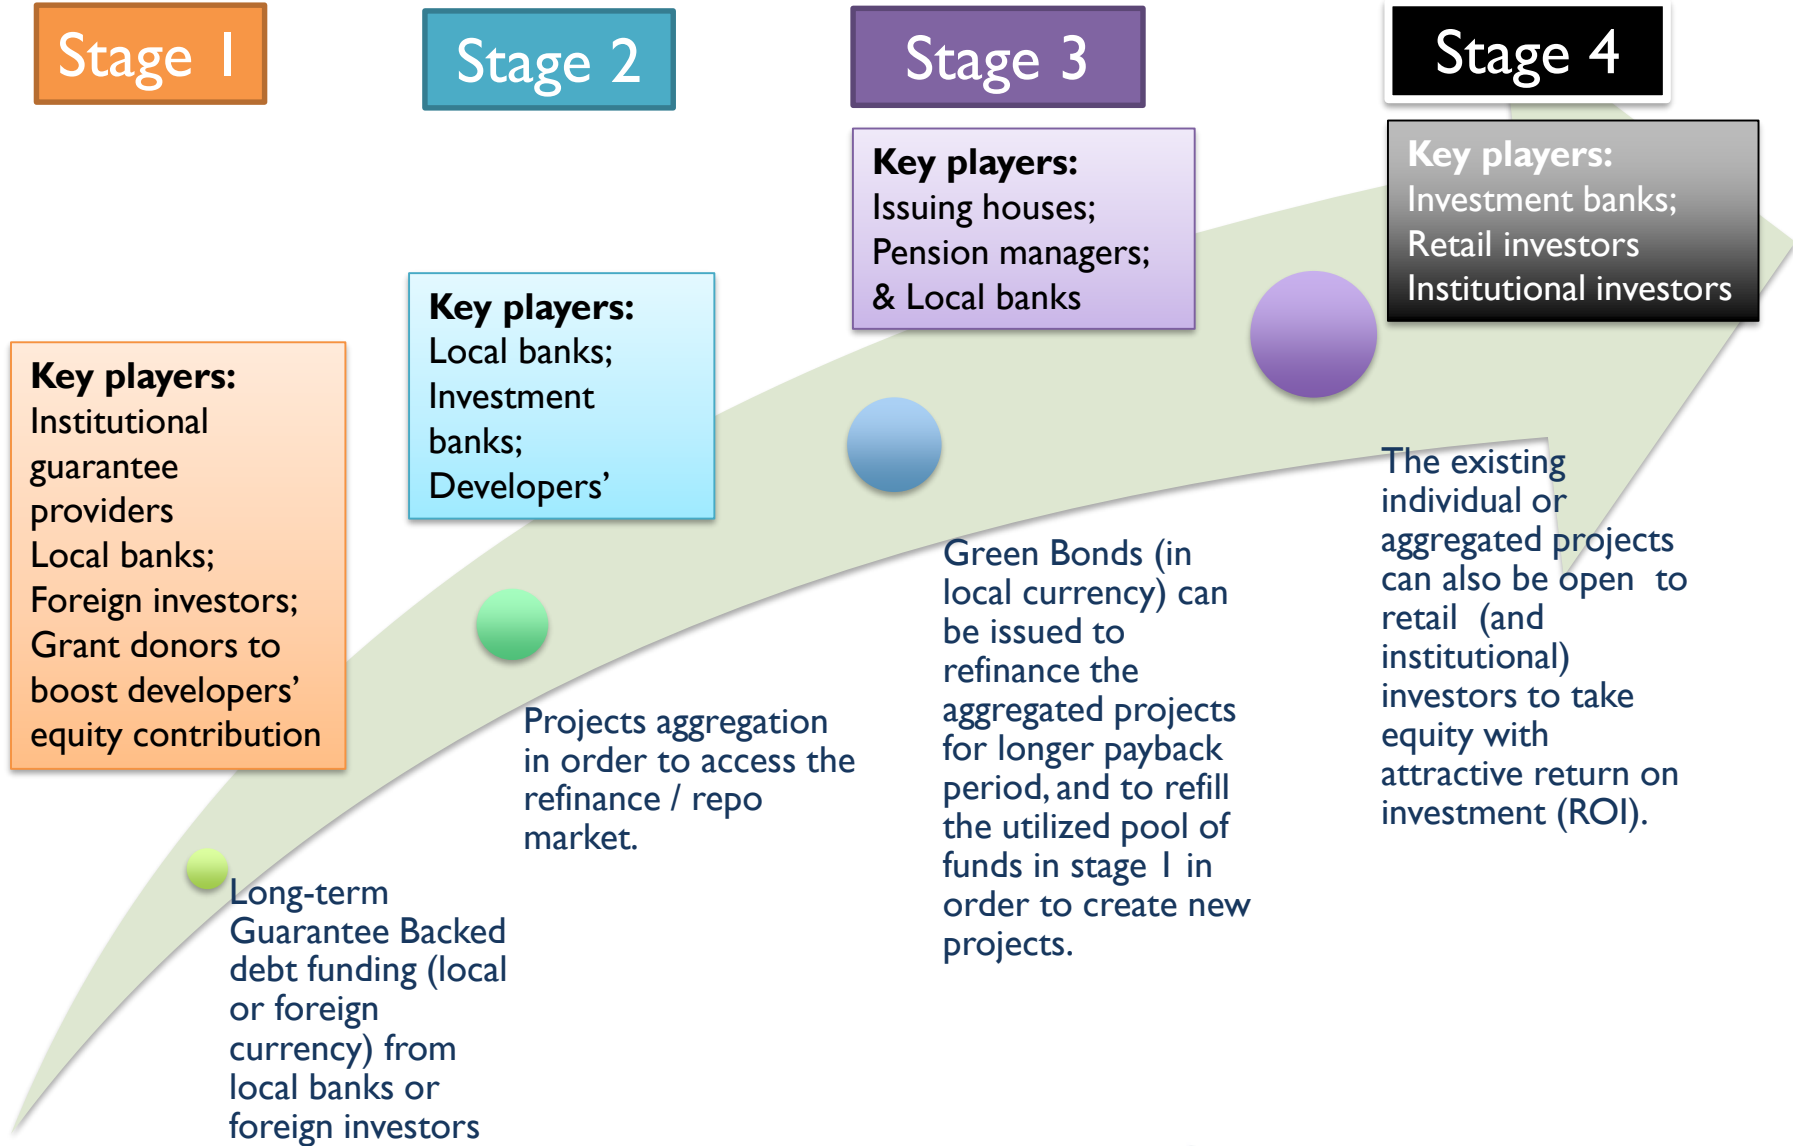 Stage 1
Stage 2
Stage 3
Stage 4
Key players:
Institutional
guarantee
providers
Local banks;
Foreign investors;
Grant donors to
boost developers’
equity contribution
Key players:
Local banks;
Investment
banks;
Developers’
Key players:
Issuing houses;
Pension managers;
& Local banks
Key players:
Investment banks;
Retail investors
Institutional investors
Long-term
Guarantee Backed
debt funding (local
or foreign
currency) from
local banks or
foreign investors
Projects aggregation
in order to access the
refinance / repo
market.
Green Bonds (in
local currency) can
be issued to
refinance the
aggregated projects
for longer payback
period, and to refill
the utilized pool of
funds in stage 1 in
order to create new
projects.
The existing
individual or
aggregated projects
can also be open to
retail (and
institutional)
investors to take
equity with
attractive return on
investment (ROI).